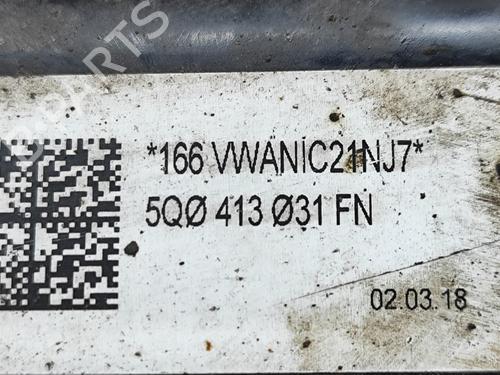 *166 VWANIC21NJ7*
5QØ 413 Ø31 FN
02.03.18